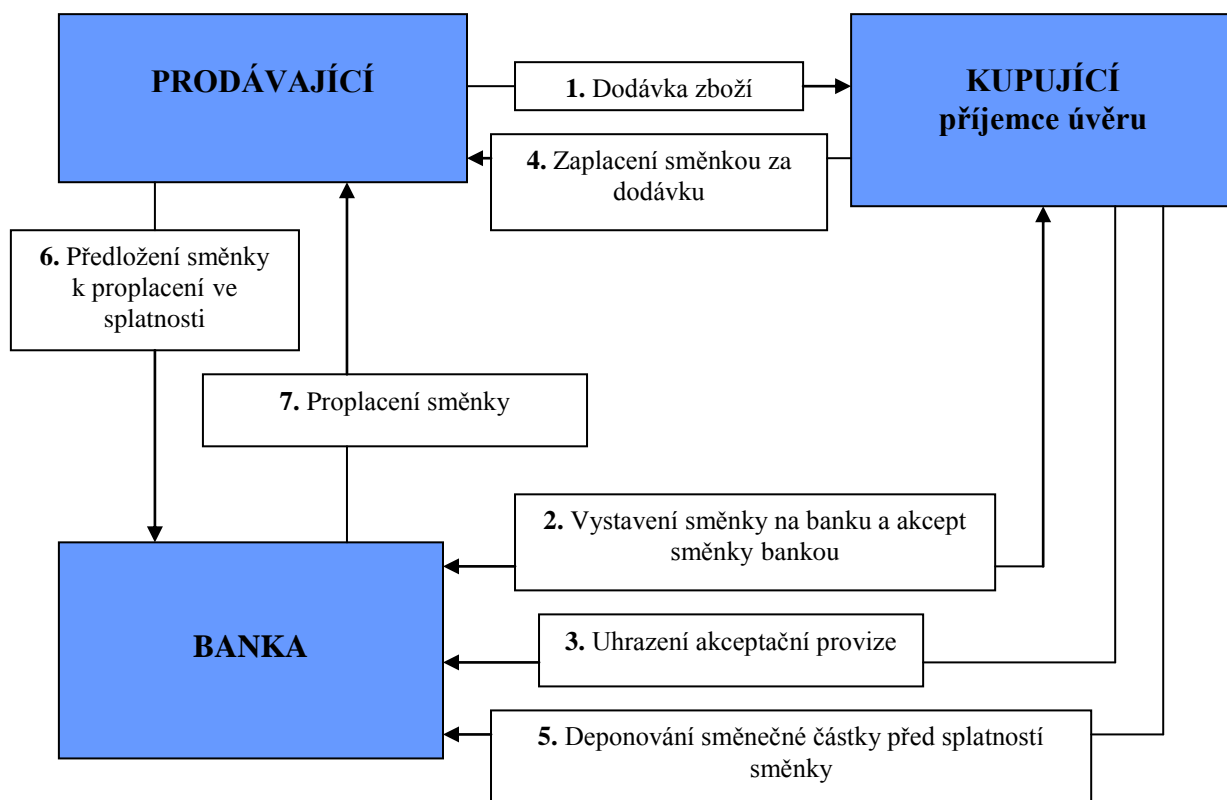 PRODÁVAJÍCÍ
1. Dodávka zboží
KUPUJÍCÍ
příjemce úvěru
4. Zaplacení směnkou za
dodávku
6. Předložení směnky
k proplacení ve
splatnosti
7. Proplacení směnky
2. Vystavení směnky na banku a akcept
směnky bankou
BANKA
3. Uhrazení akceptační provize
5. Deponování směnečné částky před splatností
směnky